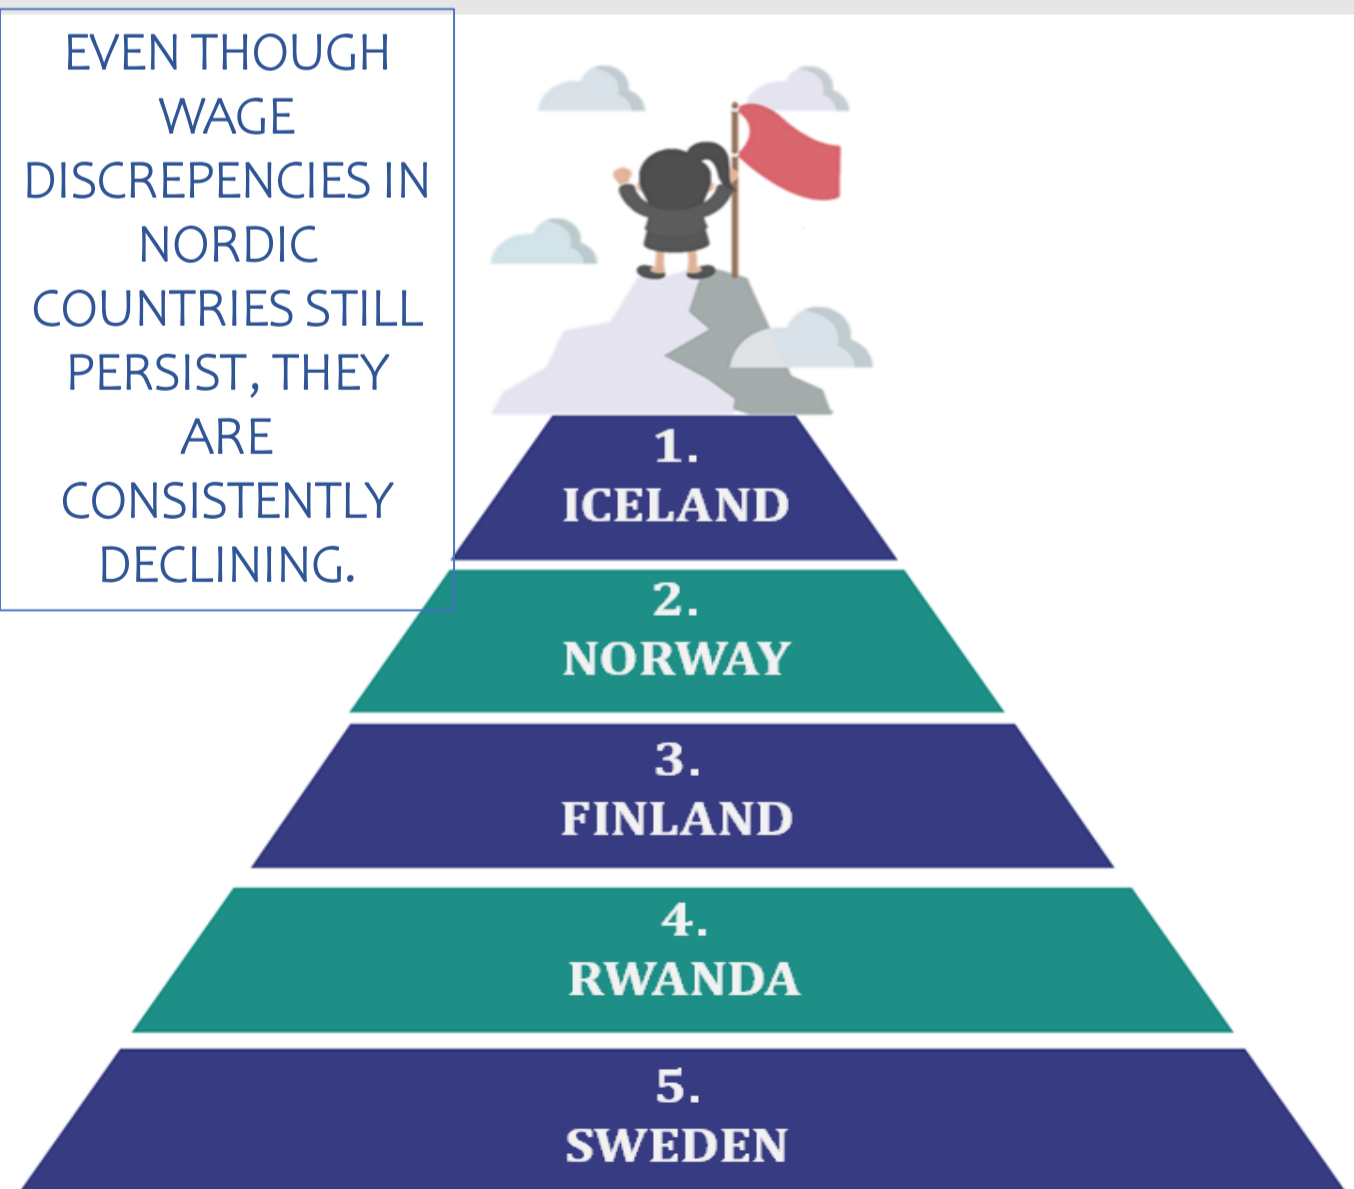 EVEN THOUGH
WAGE
DISCREPENCIES IN
NORDIC
COUNTRIES STILL
PERSIST, THEY
ARE
CONSISTENTLY
DECLINING.
1.
ICELAND
2.
NORWAY
3.
FINLAND
4.
RWANDA
5.
SWEDEN